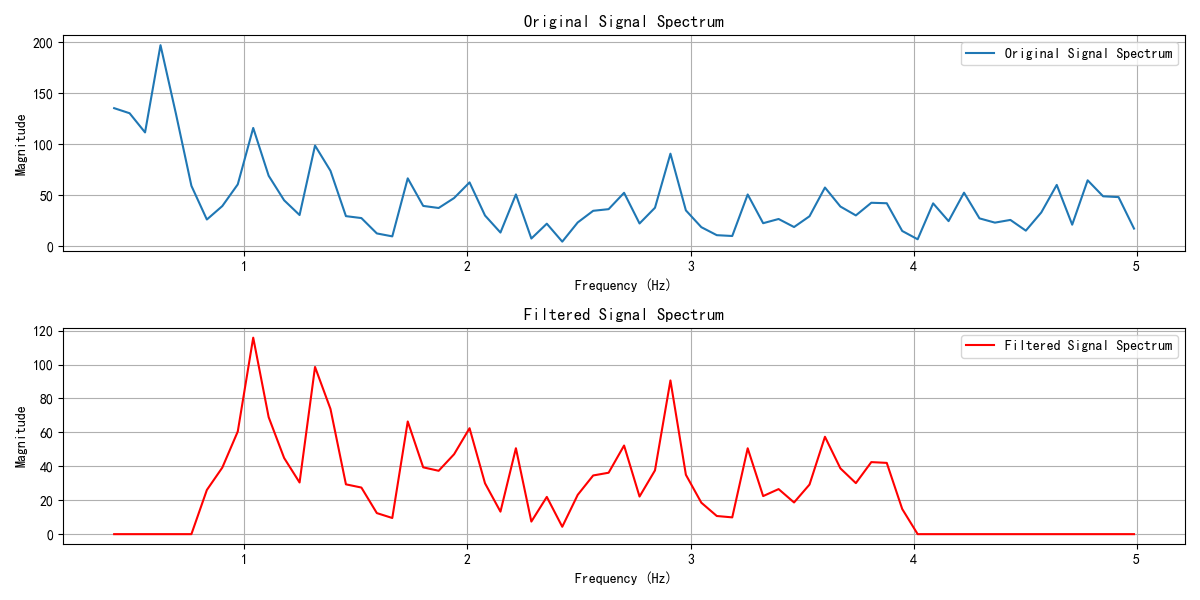 Original Signal Spectrum
Original Signal Spectrum
Magnitude
200
150
100
50
0
1 2 3 4 5
Frequency (Hz)
Filtered Signal Spectrum
Filtered Signal Spectrum
Magnitude
120
100
80
60
40
20
0
1 2 3 4 5
Frequency (Hz)